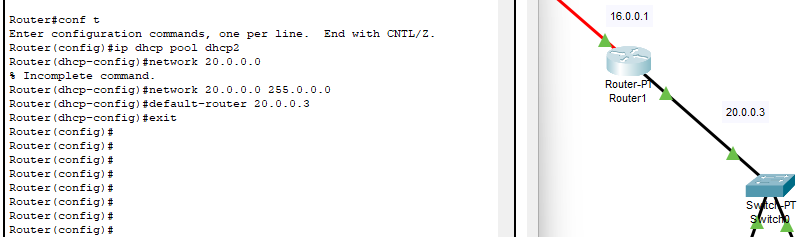 Router#conf t
Enter configuration commands, one per line.  End with CNTL/Z.
Router(config)#ip dhcp pool dhcp2
Router(dhcp-config)#network 20.0.0.0
% Incomplete command.
Router(dhcp-config)#network 20.0.0.0 255.0.0.0
Router(dhcp-config)#default-router 20.0.0.3
Router(dhcp-config)#exit
Router(config)#
Router(config)#
Router(config)#
Router(config)#
Router(config)#
Router(config)#
Router(config)#
Router(config)#
16.0.0.1
Router-PT
Router1
20.0.0.3
Switch-PT
Switch0